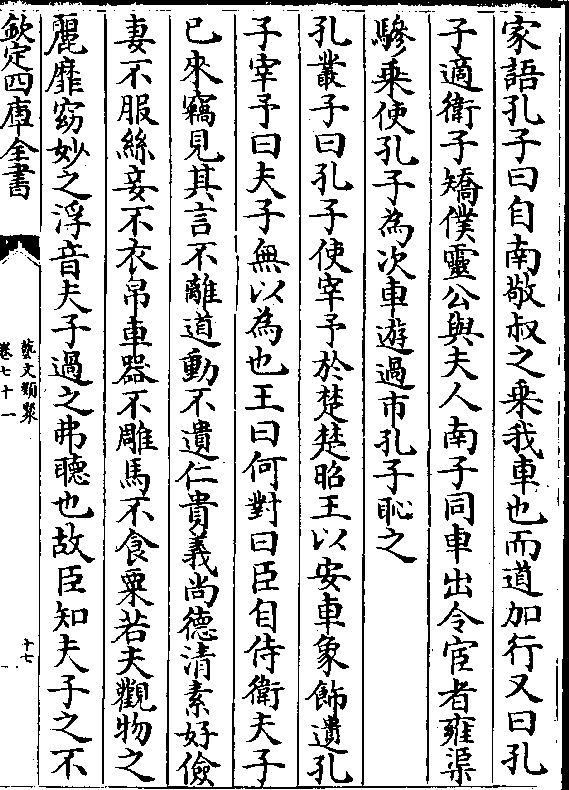 家語孔子曰自南敬叔之乗我車也而道加行又曰孔
子適衛子矯僕靈公與夫人南子同車出令宦者雍渠
驂乗使孔子為次車遊過市孔子恥之
孔叢子曰孔子使宰予於楚楚昭王以安車象飾遺孔
子宰予曰夫子無以為也王曰何對曰臣自侍衛夫子
已來竊見其言不離道動不遺仁貴義尚德清素好儉
妻不服絲妾不衣帛車器不雕馬不食粟若夫觀物之
麗靡窈妙之浮音夫子過之弗聴也故臣知夫子之不
欽定四庫全書
藝文類聚
卷七十一
十七